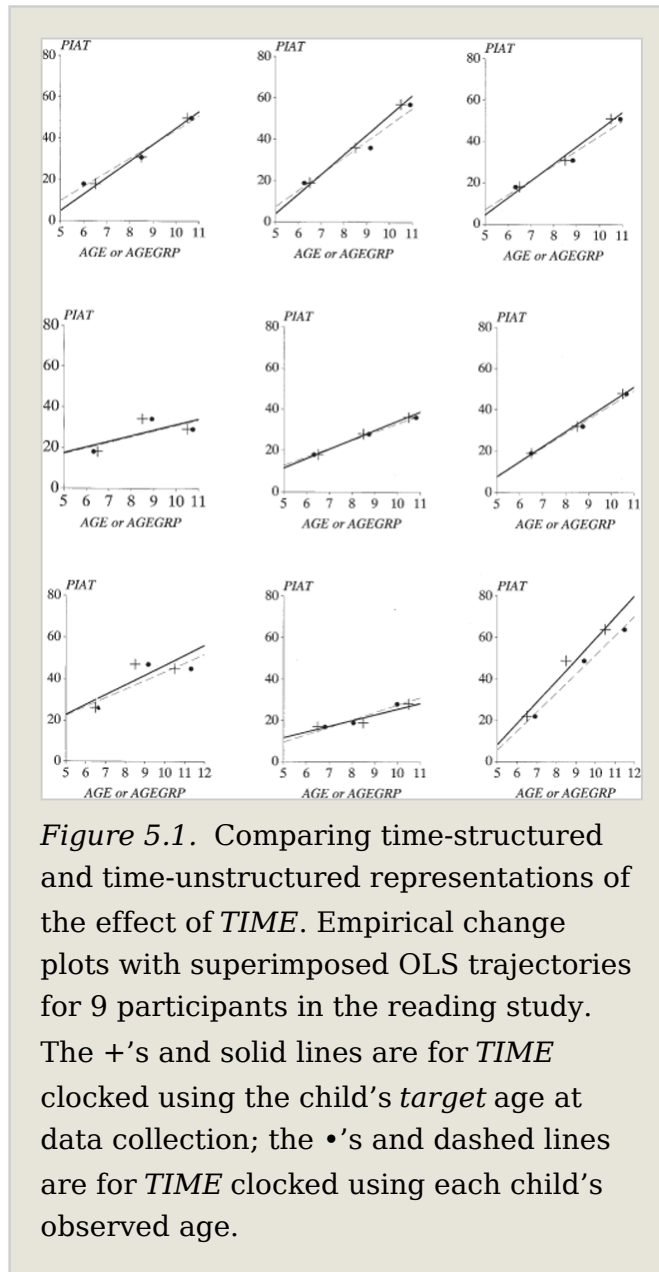 PIAT PIAT PIAT
80 80 80
60 60 60
40 40 40
20 20 20
0 0 0
5 6 7 8 9 10 11 5 6 7 8 9 10 11 5 6 7 8 9 10 11
AGE or AGEGRP AGE or AGEGRP AGE or AGEGRP
PIAT PIAT PIAT
80 80 80
60 60 60
40 40 40
20 20 20
0 0 0
5 6 7 8 9 10 11 5 6 7 8 9 10 11 5 6 7 8 9 10 11
AGE or AGEGRP AGE or AGEGRP AGE or AGEGRP
PIAT PIAT PIAT
80 80 80
60 60 60
40 40 40
20 20 20
0 0 0
5 6 7 8 9 10 11 12 5 6 7 8 9 10 11 5 6 7 8 9 10 11 12
AGE or AGEGRP AGE or AGEGRP AGE or AGEGRP
Figure 5.1. Comparing time-structured
and time-unstructured representations of
the effect of TIME. Empirical change
plots with superimposed OLS trajectories
for 9 participants in the reading study.
The +’s and solid lines are for TIME
clocked using the child’s target age at
data collection; the •’s and dashed lines
are for TIME clocked using each child’s
observed age.